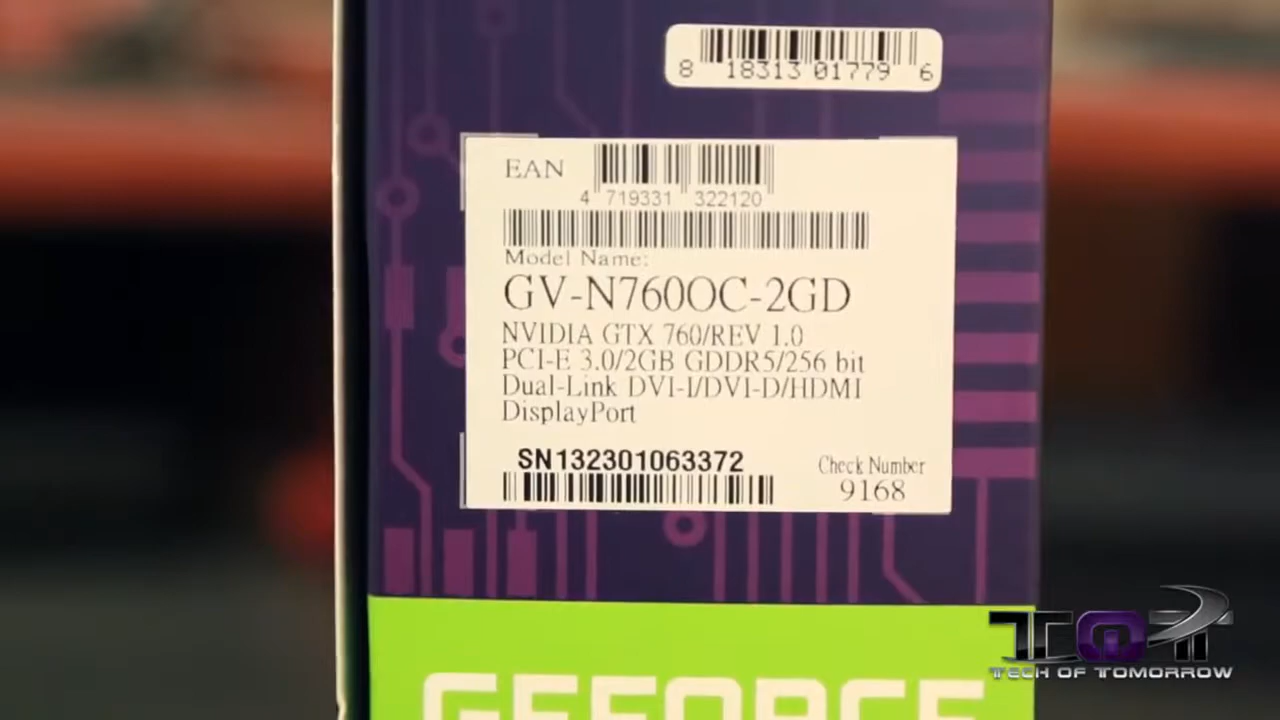 8 18313 01779 6
EAN
4 719331 322120
Model Name:
GV-N760OC-2GD
NVIDIA GTX 760/REV 1.0
PCI-E 3.0/2GB GDDR5/256 bit
Dual-Link DVI-I/DVI-D/HDMI
DisplayPort
SN132301063372
Check Number
9168
GEFORCE
TOT
TECH OF TOMORROW